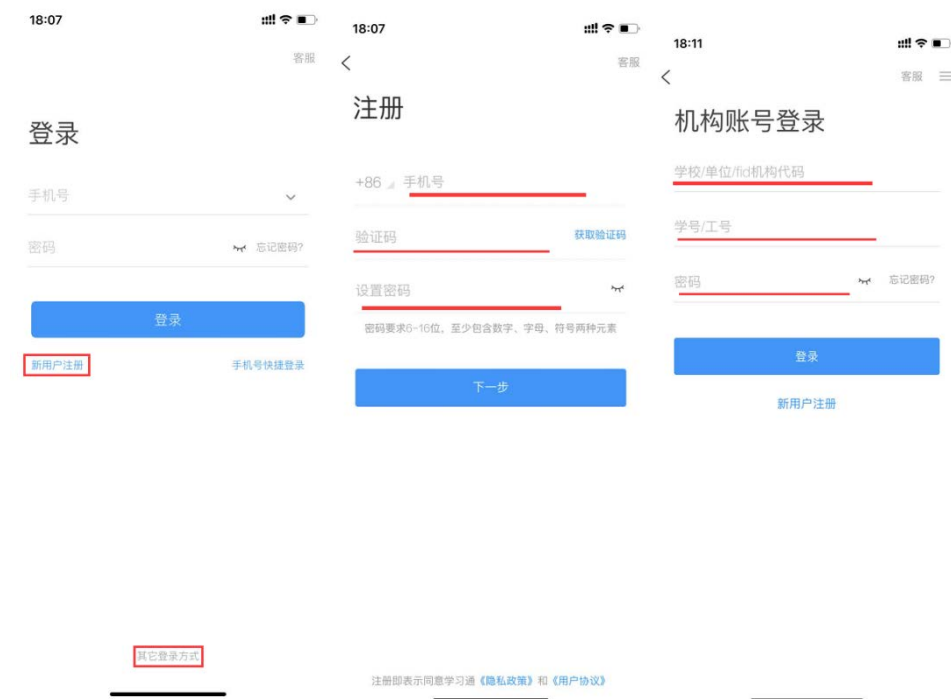 18:07
客服
登录
手机号
密码
忘记密码?
登录
新用户注册
手机号快捷登录
其它登录方式
18:07
客服
注册
+86 手机号
验证码
获取验证码
设置密码
密码要求6-16位，至少包含数字、字母、符号两种元素
下一步
注册即表示同意学习通《隐私政策》和《用户协议》
18:11
客服
机构账号登录
学校/单位/fid机构代码
学号/工号
密码
忘记密码?
登录
新用户注册